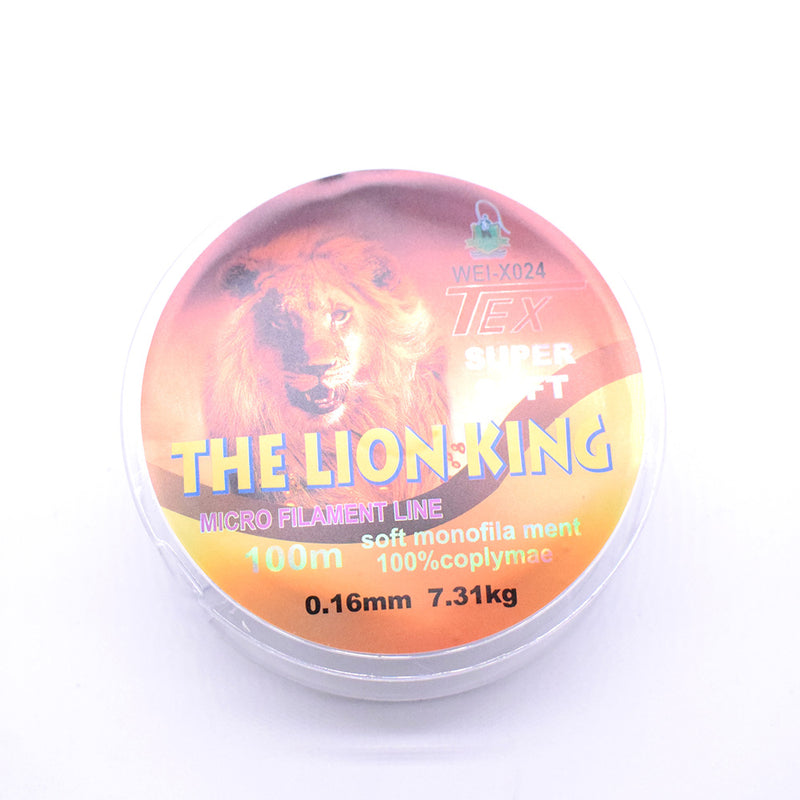 WEI-X024
TEX
SUPER
THE LION KING
MICRO FILAMENT LINE
100m
soft monofila ment
100%coplymae
0.16mm 7.31kg